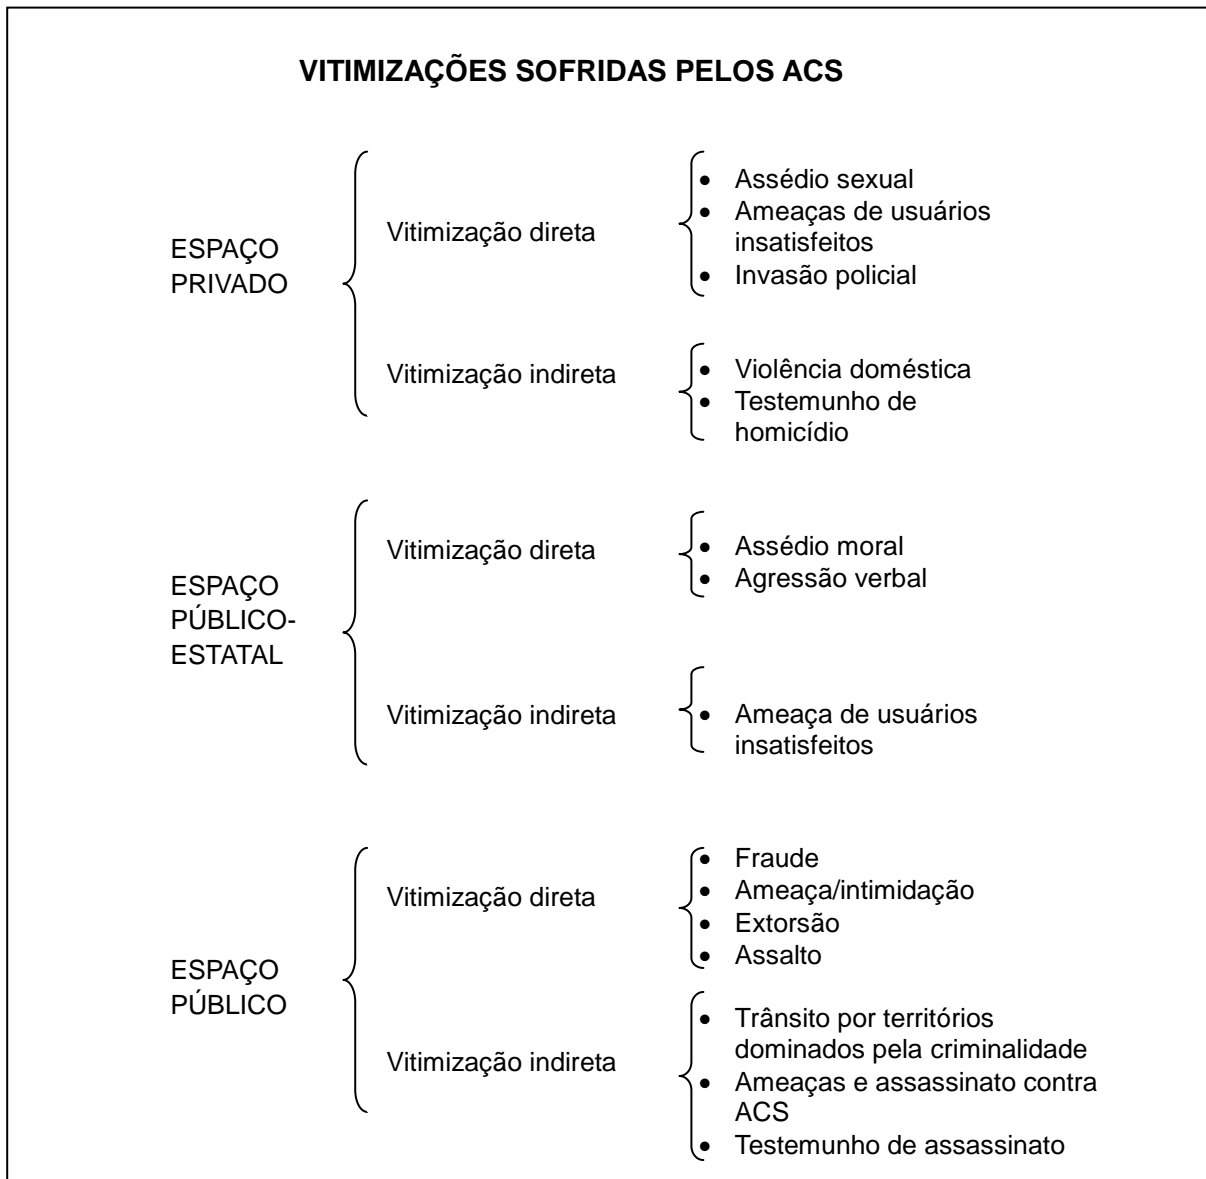 VITIMIZAÇÕES SOFRIDAS PELOS ACS
ESPAÇO
PRIVADO
Vitimização direta
• Assédio sexual
• Ameaças de usuários
insatisfeitos
• Invasão policial
Vitimização indireta
• Violência doméstica
• Testemunho de
homicídio
ESPAÇO
PÚBLICO-
ESTATAL
Vitimização direta
• Assédio moral
• Agressão verbal
Vitimização indireta
• Ameaça de usuários
insatisfeitos
ESPAÇO
PÚBLICO
Vitimização direta
• Fraude
• Ameaça/intimidação
• Extorsão
• Assalto
Vitimização indireta
• Trânsito por territórios
dominados pela criminalidade
• Ameaças e assassinato contra
ACS
• Testemunho de assassinato